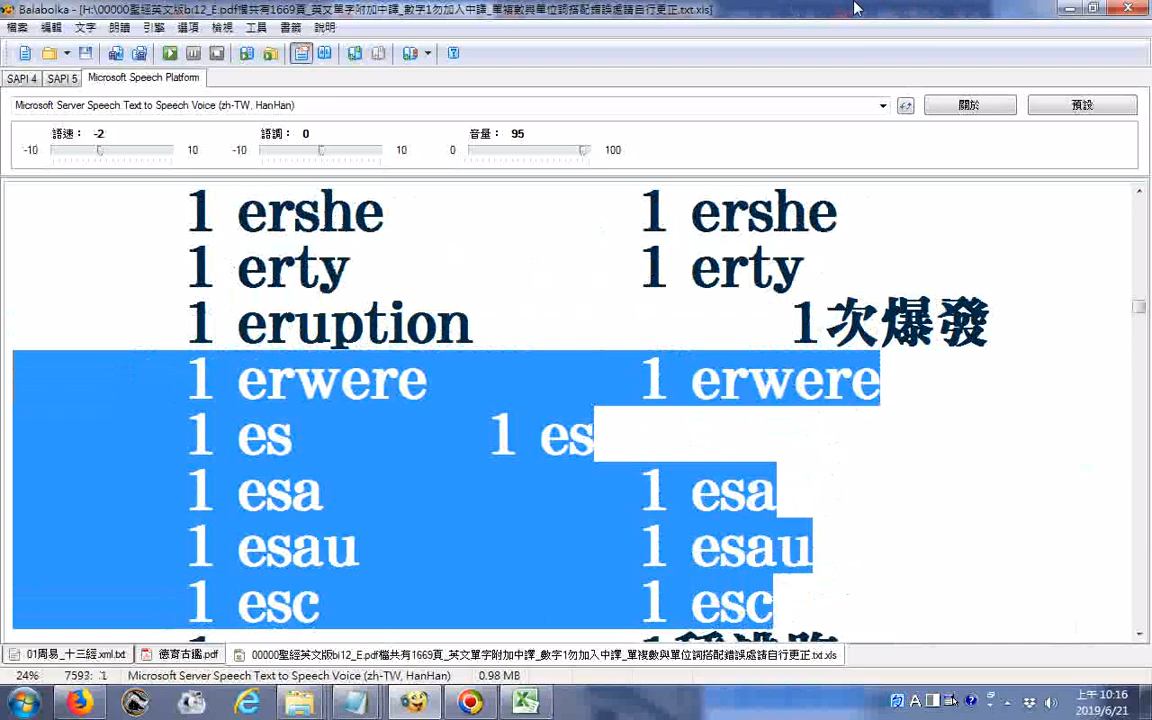 Balabolka - [H:\00000聖經英文版bi12_E.pdf檔共有1669頁_英文單字附加中譯_數字1勿加入中譯_單複數與單位詞搭配錯誤處請自行更正.txt.xls]
檔案 編輯 文字 朗讀 引擎 選項 檢視 工具 書籤 說明
SAPI 4 SAPI 5 Microsoft Speech Platform
Microsoft Server Speech Text to Speech Voice (zh-TW, HanHan) 關於 預設
語速： -2 語調： 0 音量： 95
-10 10 -10 10 0 100
1 ershe 1 ershe
1 erty 1 erty
1 eruption 1次爆發
1 erwere 1 erwere
1 es 1 es
1 esa 1 esa
1 esau 1 esau
1 esc 1 esc
01周易_十三經.xml.txt 德育古鑑.pdf 00000聖經英文版bi12_E.pdf檔共有1669頁_英文單字附加中譯_數字1勿加入中譯_單複數與單位詞搭配錯誤處請自行更正.txt.xls
24% 7593: 1 Microsoft Server Speech Text to Speech Voice (zh-TW, HanHan) 0.98 MB
上午 10:16
2019/6/21